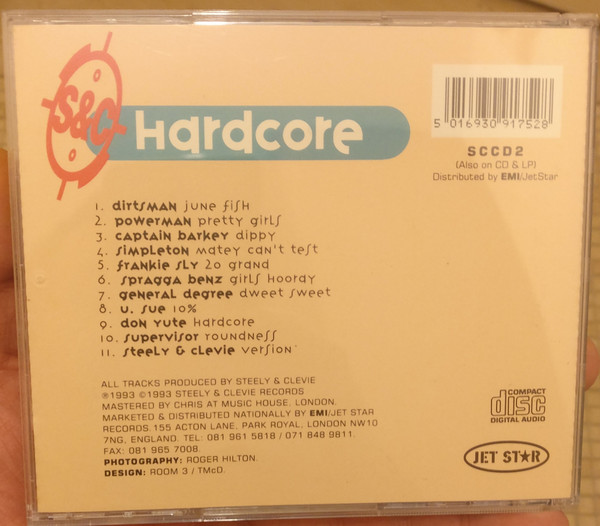 S&C
Hardcore
5 016930 917528
SCCD2
(Also on CD & LP)
Distributed by EMI/JetStar
1. dirtsman june fish
2. powerman pretty girls
3. captain barkey dippy
4. simpleton matey can't test
5. frankie sly 20 grand
6. spragga benz girls hooray
7. general degree dweet sweet
8. u. sue 10%
9. don yute hardcore
10. supervisor roundness
11. steely & clevie version
ALL TRACKS PRODUCED BY STEELY & CLEVIE
℗1993 ©1993 STEELY & CLEVIE RECORDS
MASTERED BY CHRIS AT MUSIC HOUSE. LONDON.
MARKETED & DISTRIBUTED NATIONALLY BY EMI/JET STAR
RECORDS. 155 ACTON LANE, PARK ROYAL, LONDON NW10
7NG. ENGLAND. TEL: 081 961 5818 / 071 848 9811.
FAX: 081 965 7008.
PHOTOGRAPHY: ROGER HILTON.
DESIGN: ROOM 3 / TMcD.
COMPACT
disc
DIGITAL AUDIO
JET ST★R